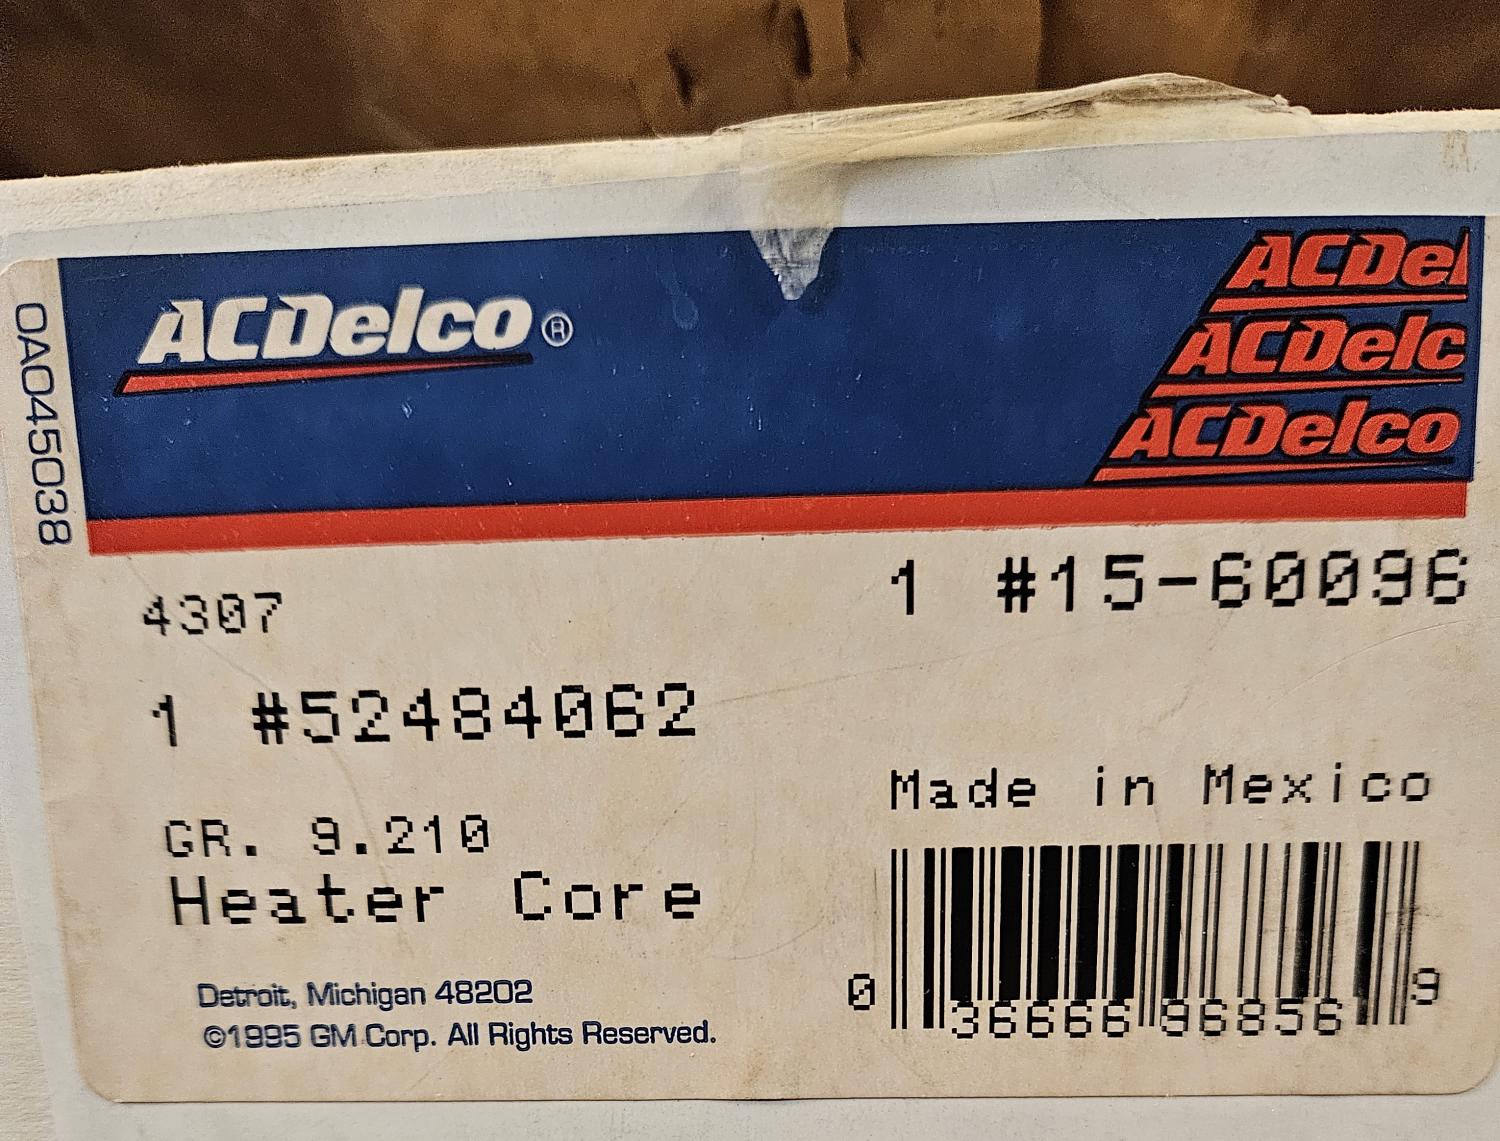 ACDel
ACDelc
ACDelco
ACDelco®
0A045038
4307
1 #15-60096
1 #52484062
Made in Mexico
GR. 9.210
Heater Core
Detroit, Michigan 48202
©1995 GM Corp. All Rights Reserved.
0 36666 96856 9